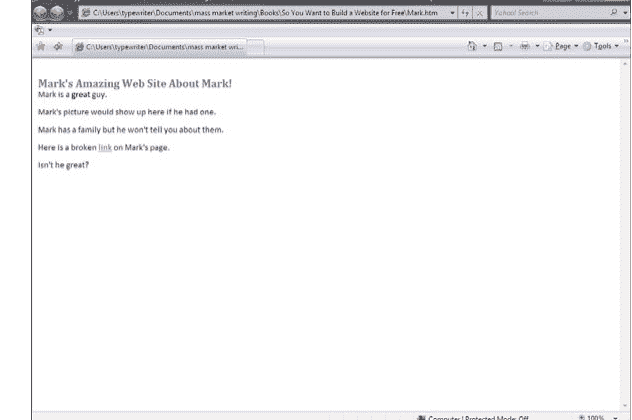 C:\Users\typewriter\Documents\mass market writing\Books\So You Want to Build a Website for Free\Mark.htm
Yahoo! Search
C:\Users\typewriter\Documents\mass market wri...
Page
Tools
Mark's Amazing Web Site About Mark!
Mark is a great guy.
Mark's picture would show up here if he had one.
Mark has a family but he won't tell you about them.
Here is a broken link on Mark's page.
Isn't he great?
Computer | Protected Mode: Off
100%